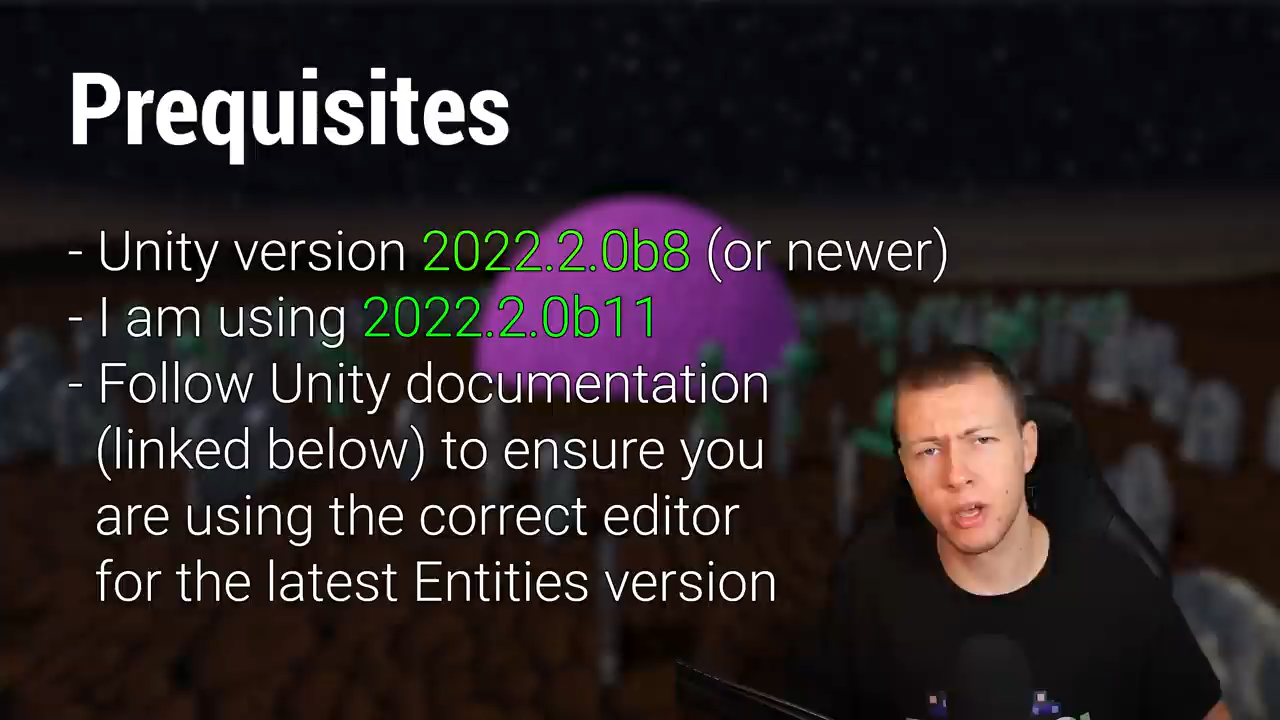 Prequisites
- Unity version 2022.2.0b8 (or newer)
- I am using 2022.2.0b11
- Follow Unity documentation
(linked below) to ensure you
are using the correct editor
for the latest Entities version